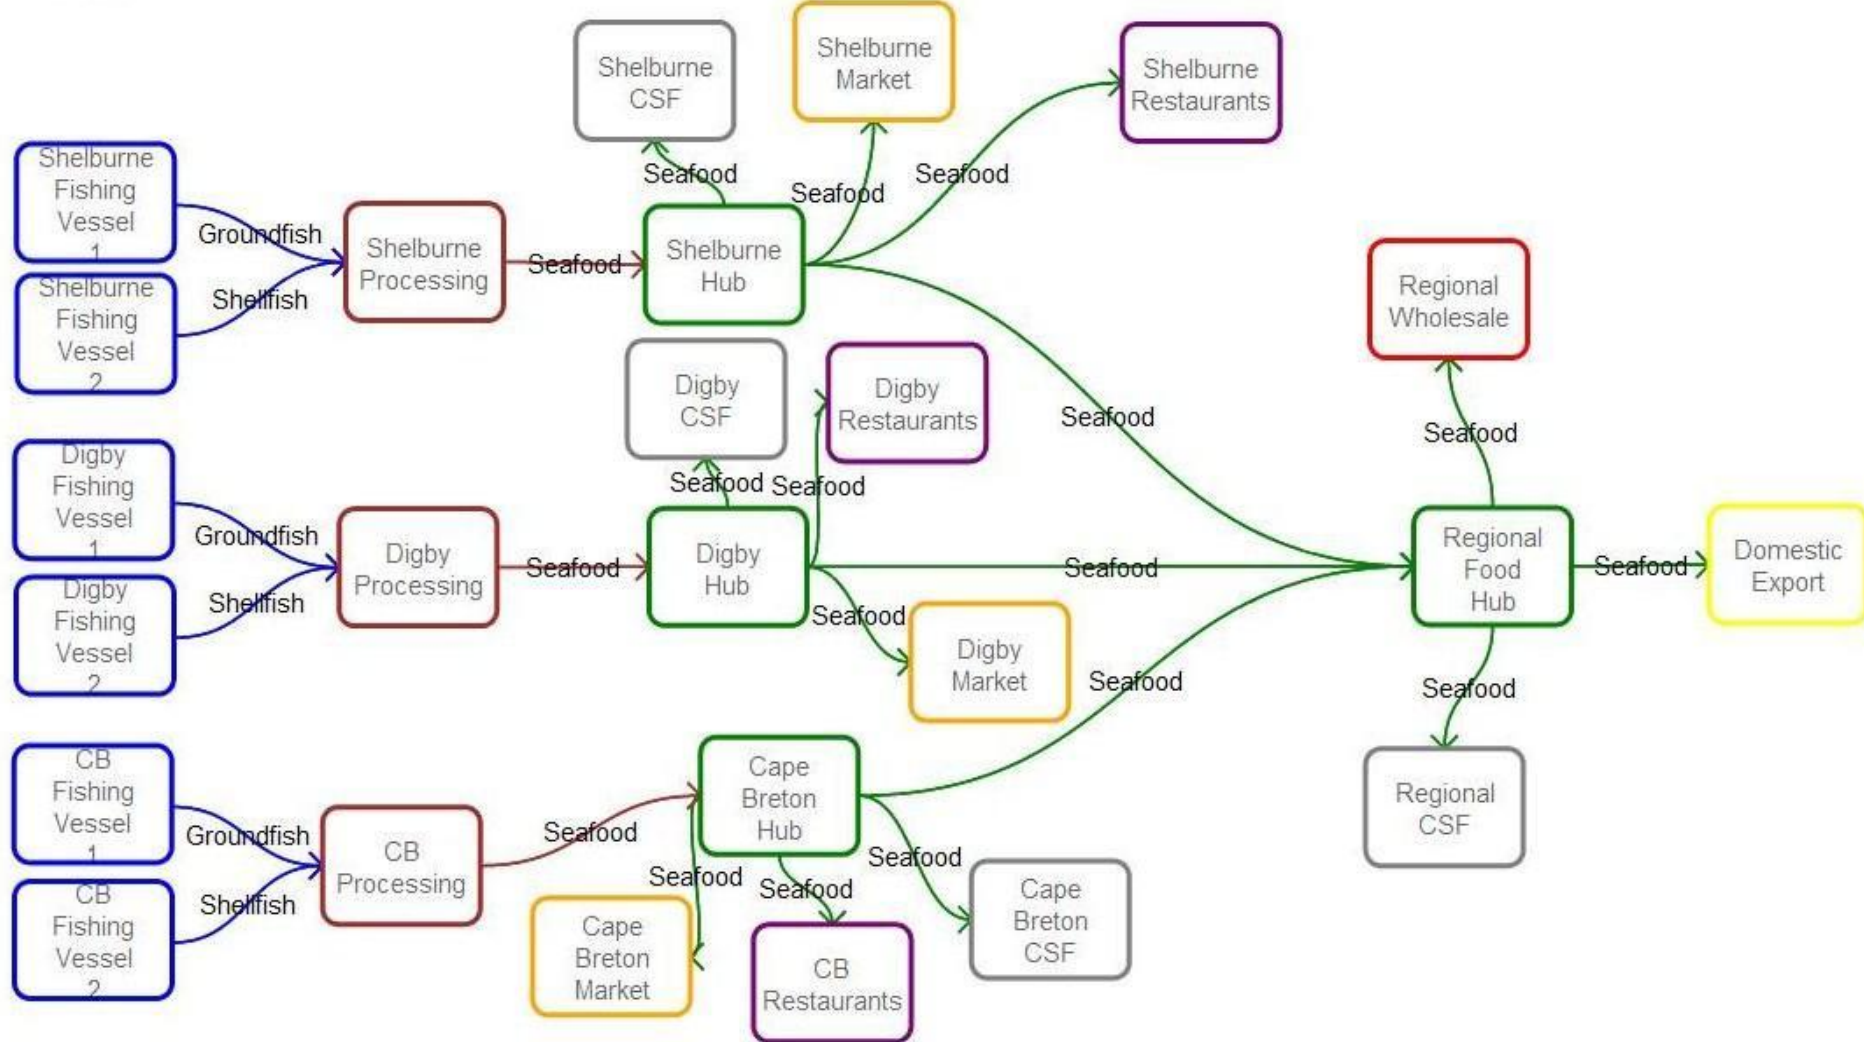 Shelburne
CSF
Shelburne
Market
Shelburne
Restaurants
Seafood
Seafood
Seafood
Shelburne
Fishing
Vessel
1
Groundfish
Shelburne
Processing
Seafood
Shelburne
Hub
Shelburne
Fishing
Vessel
2
Shellfish
Regional
Wholesale
Digby
CSF
Digby
Restaurants
Seafood
Seafood
Seafood
Seafood
Digby
Fishing
Vessel
1
Groundfish
Digby
Processing
Seafood
Digby
Hub
Seafood
Regional
Food
Hub
Seafood
Domestic
Export
Digby
Fishing
Vessel
2
Shellfish
Seafood
Digby
Market
Seafood
Seafood
CB
Fishing
Vessel
1
Groundfish
CB
Processing
Seafood
Cape
Breton
Hub
Regional
CSF
CB
Fishing
Vessel
2
Shellfish
Seafood
Seafood
Seafood
Cape
Breton
Market
CB
Restaurants
Cape
Breton
CSF